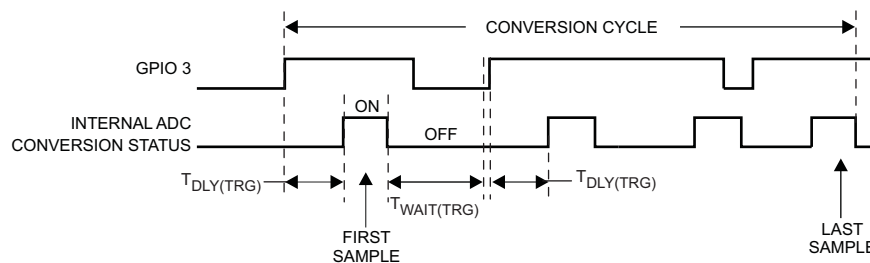 CONVERSION CYCLE
GPIO 3
ON
INTERNAL ADC
CONVERSION STATUS
OFF
TDLY(TRG)
TDLY(TRG)
TWAIT(TRG)
FIRST
SAMPLE
LAST
SAMPLE